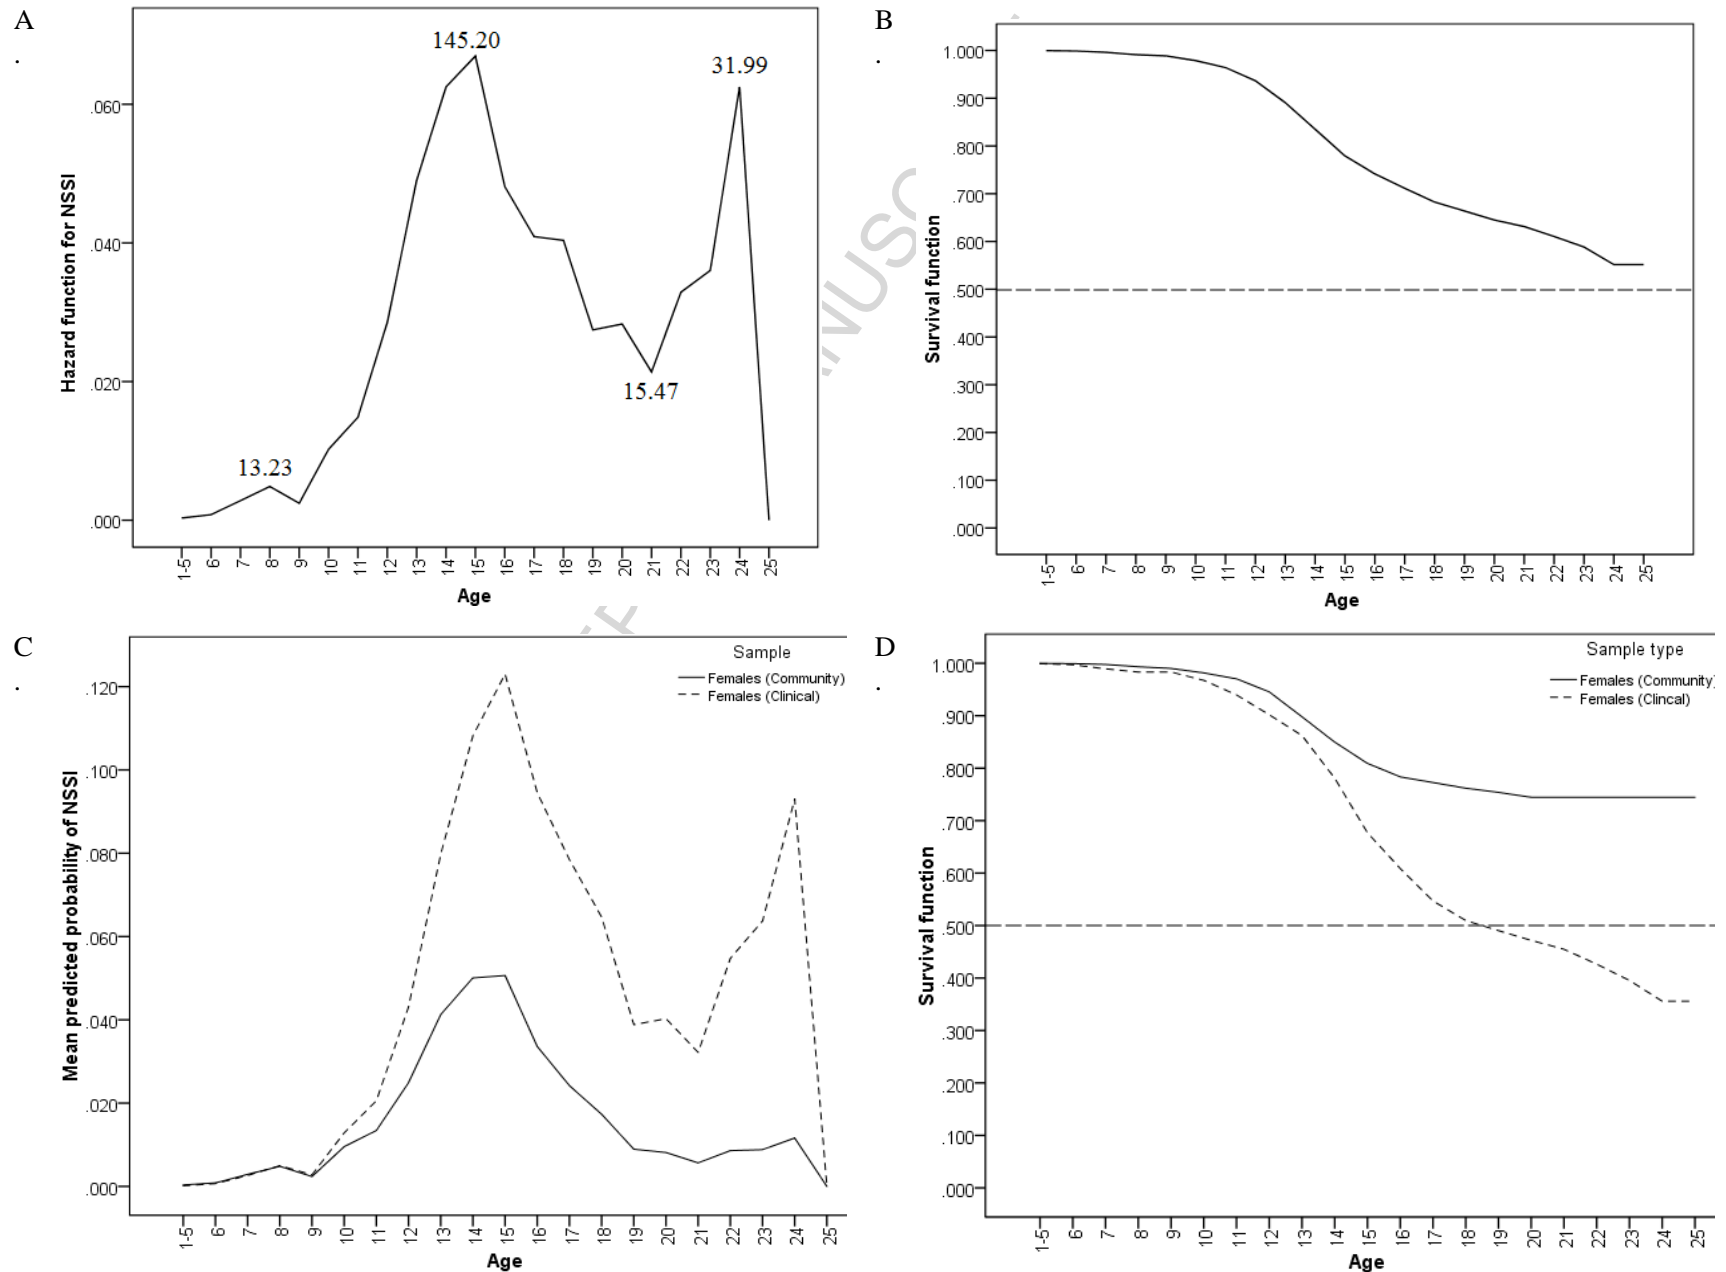 A
.
145.20
31.99
13.23
15.47
Hazard function for NSSI
.060
.040
.020
.000
1-5 6 7 8 9 10 11 12 13 14 15 16 17 18 19 20 21 22 23 24 25
Age
B
.
Survival function
1.000
.900
.800
.700
.600
.500
.400
.300
.200
.100
.000
1-5 6 7 8 9 10 11 12 13 14 15 16 17 18 19 20 21 22 23 24 25
Age
C
.
Sample
Females (Community)
Females (Clinical)
Mean predicted probability of NSSI
.120
.100
.080
.060
.040
.020
.000
1-5 6 7 8 9 10 11 12 13 14 15 16 17 18 19 20 21 22 23 24 25
Age
D
.
Sample type
Females (Community)
Females (Clincal)
Survival function
1.000
.900
.800
.700
.600
.500
.400
.300
.200
.100
.000
1-5 6 7 8 9 10 11 12 13 14 15 16 17 18 19 20 21 22 23 24 25
Age